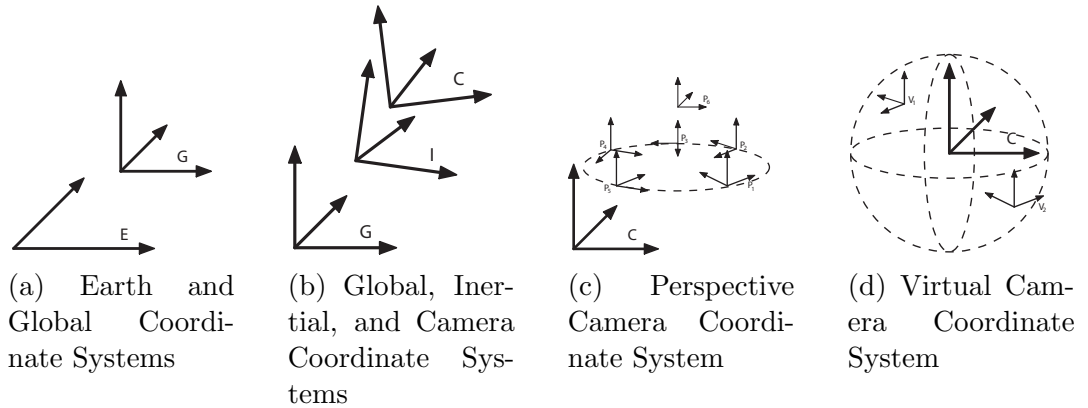 G
E
C
I
G
P₆
P₄
P₃
P₂
P₅
P₁
C
V₁
C
V₂
(a) Earth and
Global Coordi-
nate Systems
(b) Global, Iner-
tial, and Camera
Coordinate Sys-
tems
(c) Perspective
Camera Coordi-
nate System
(d) Virtual Cam-
era Coordinate
System